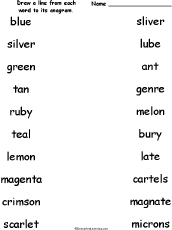 Draw a line from each word to its anagram.
Name
blue sliver
silver lube
green ant
tan genre
ruby melon
teal bury
lemon late
magenta cartels
crimson magnate
scarlet microns